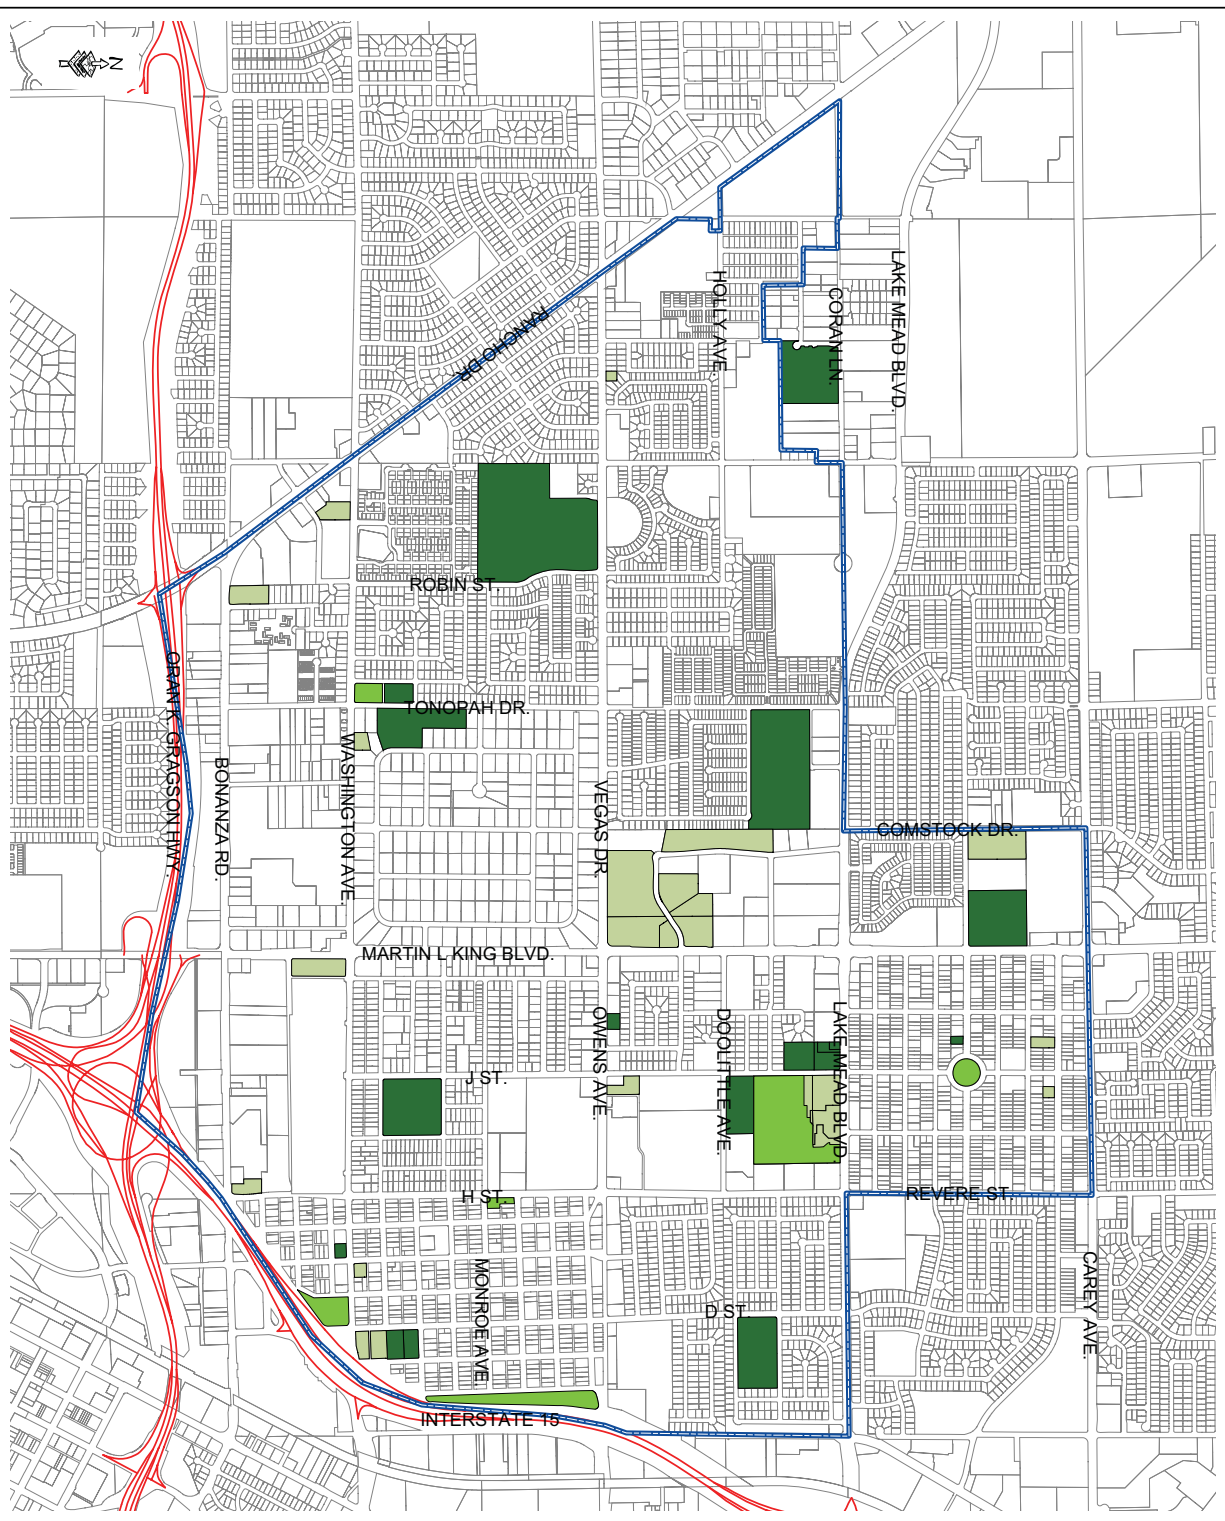 N
RANCHO DR.
HOLLY AVE.
CORAN LN.
LAKE MEAD BLVD.
ROBIN ST.
ORAN K. GRAGSON HWY.
TONOPAH DR.
BONANZA RD.
WASHINGTON AVE.
VEGAS DR.
COMSTOCK DR.
MARTIN L KING BLVD.
OWENS AVE.
DOOLITTLE AVE.
LAKE MEAD BLVD.
J ST.
H ST.
REVERE ST.
MONROE AVE.
D ST.
CAREY AVE.
INTERSTATE 15